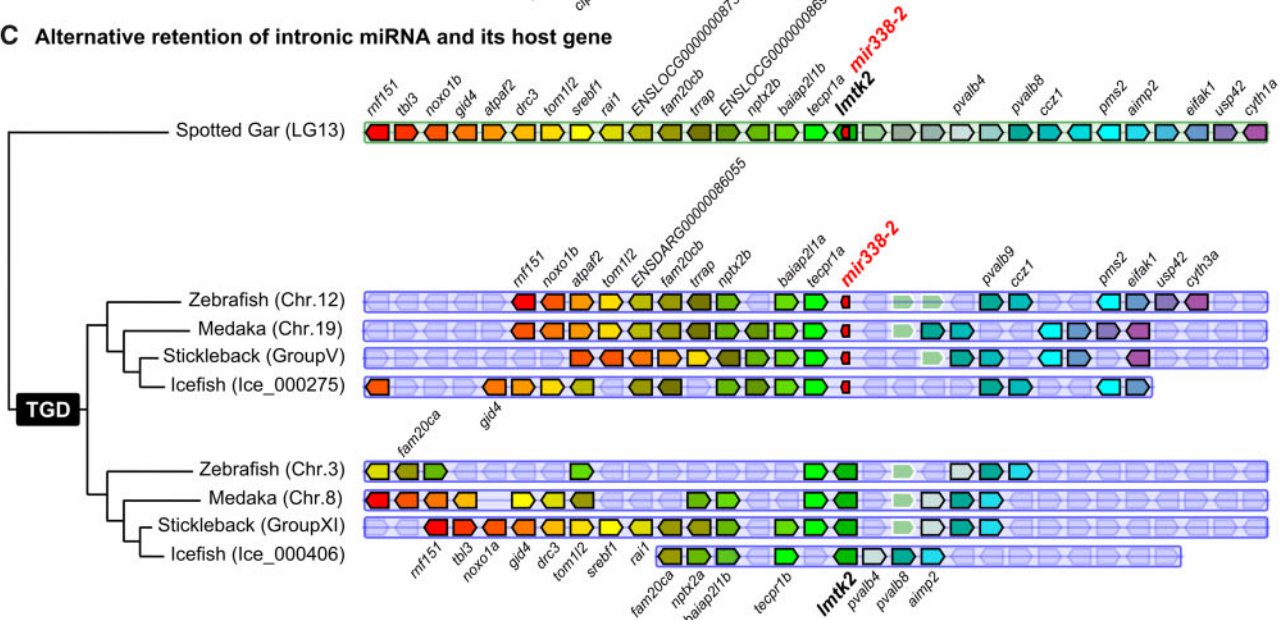 C Alternative retention of intronic miRNA and its host gene
rnf151 tbl3 noxo1b gid4 atpaf2 drc3 tom1l2 srebf1 rai1 fam20cb trrap nptx2b baiap2l1b tecpr1a lmtk2 mir338-2 pvalb4 pvalb8 ccz1 pms2 aimp2 eifak1 usp42 cyth1a
Spotted Gar (LG13)
rnf151 noxo1b atpaf2 tom1l2 ENSDARG00000086055 fam20cb trrap nptx2b baiap2l1a tecpr1a mir338-2 pvalb9 ccz1 pms2 eifak1 usp42 cyth3a
Zebrafish (Chr.12)
Medaka (Chr.19)
Stickleback (GroupV)
Icefish (Ice_000275)
TGD
gid4
fam20ca
Zebrafish (Chr.3)
Medaka (Chr.8)
Stickleback (GroupXI)
Icefish (Ice_000406)
rnf151 tbl3 noxo1a gid4 drc3 tom1l2 srebf1 rai1 fam20ca nptx2a baiap2l1b tecpr1b lmtk2 pvalb4 pvalb8 aimp2